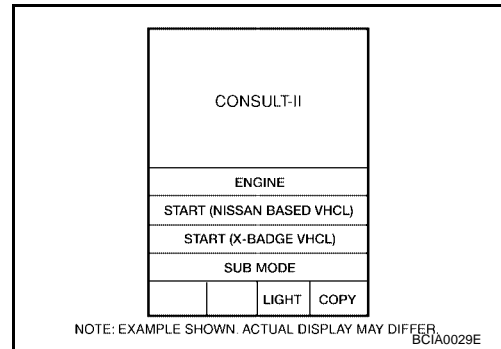 CONSULT-II
ENGINE
START (NISSAN BASED VHCL)
START (X-BADGE VHCL)
SUB MODE
LIGHT COPY
NOTE: EXAMPLE SHOWN. ACTUAL DISPLAY MAY DIFFER.
BCIA0029E